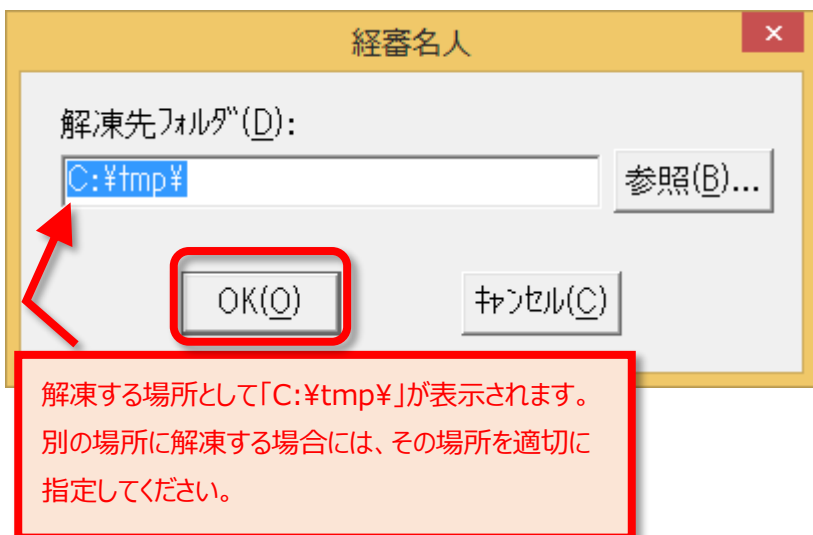 経審名人
×
解凍先ﾌｫﾙﾀﾞ(D):
C:¥tmp¥
参照(B)...
OK(O)
ｷｬﾝｾﾙ(C)
解凍する場所として「C:¥tmp¥」が表示されます。
別の場所に解凍する場合には、その場所を適切に
指定してください。